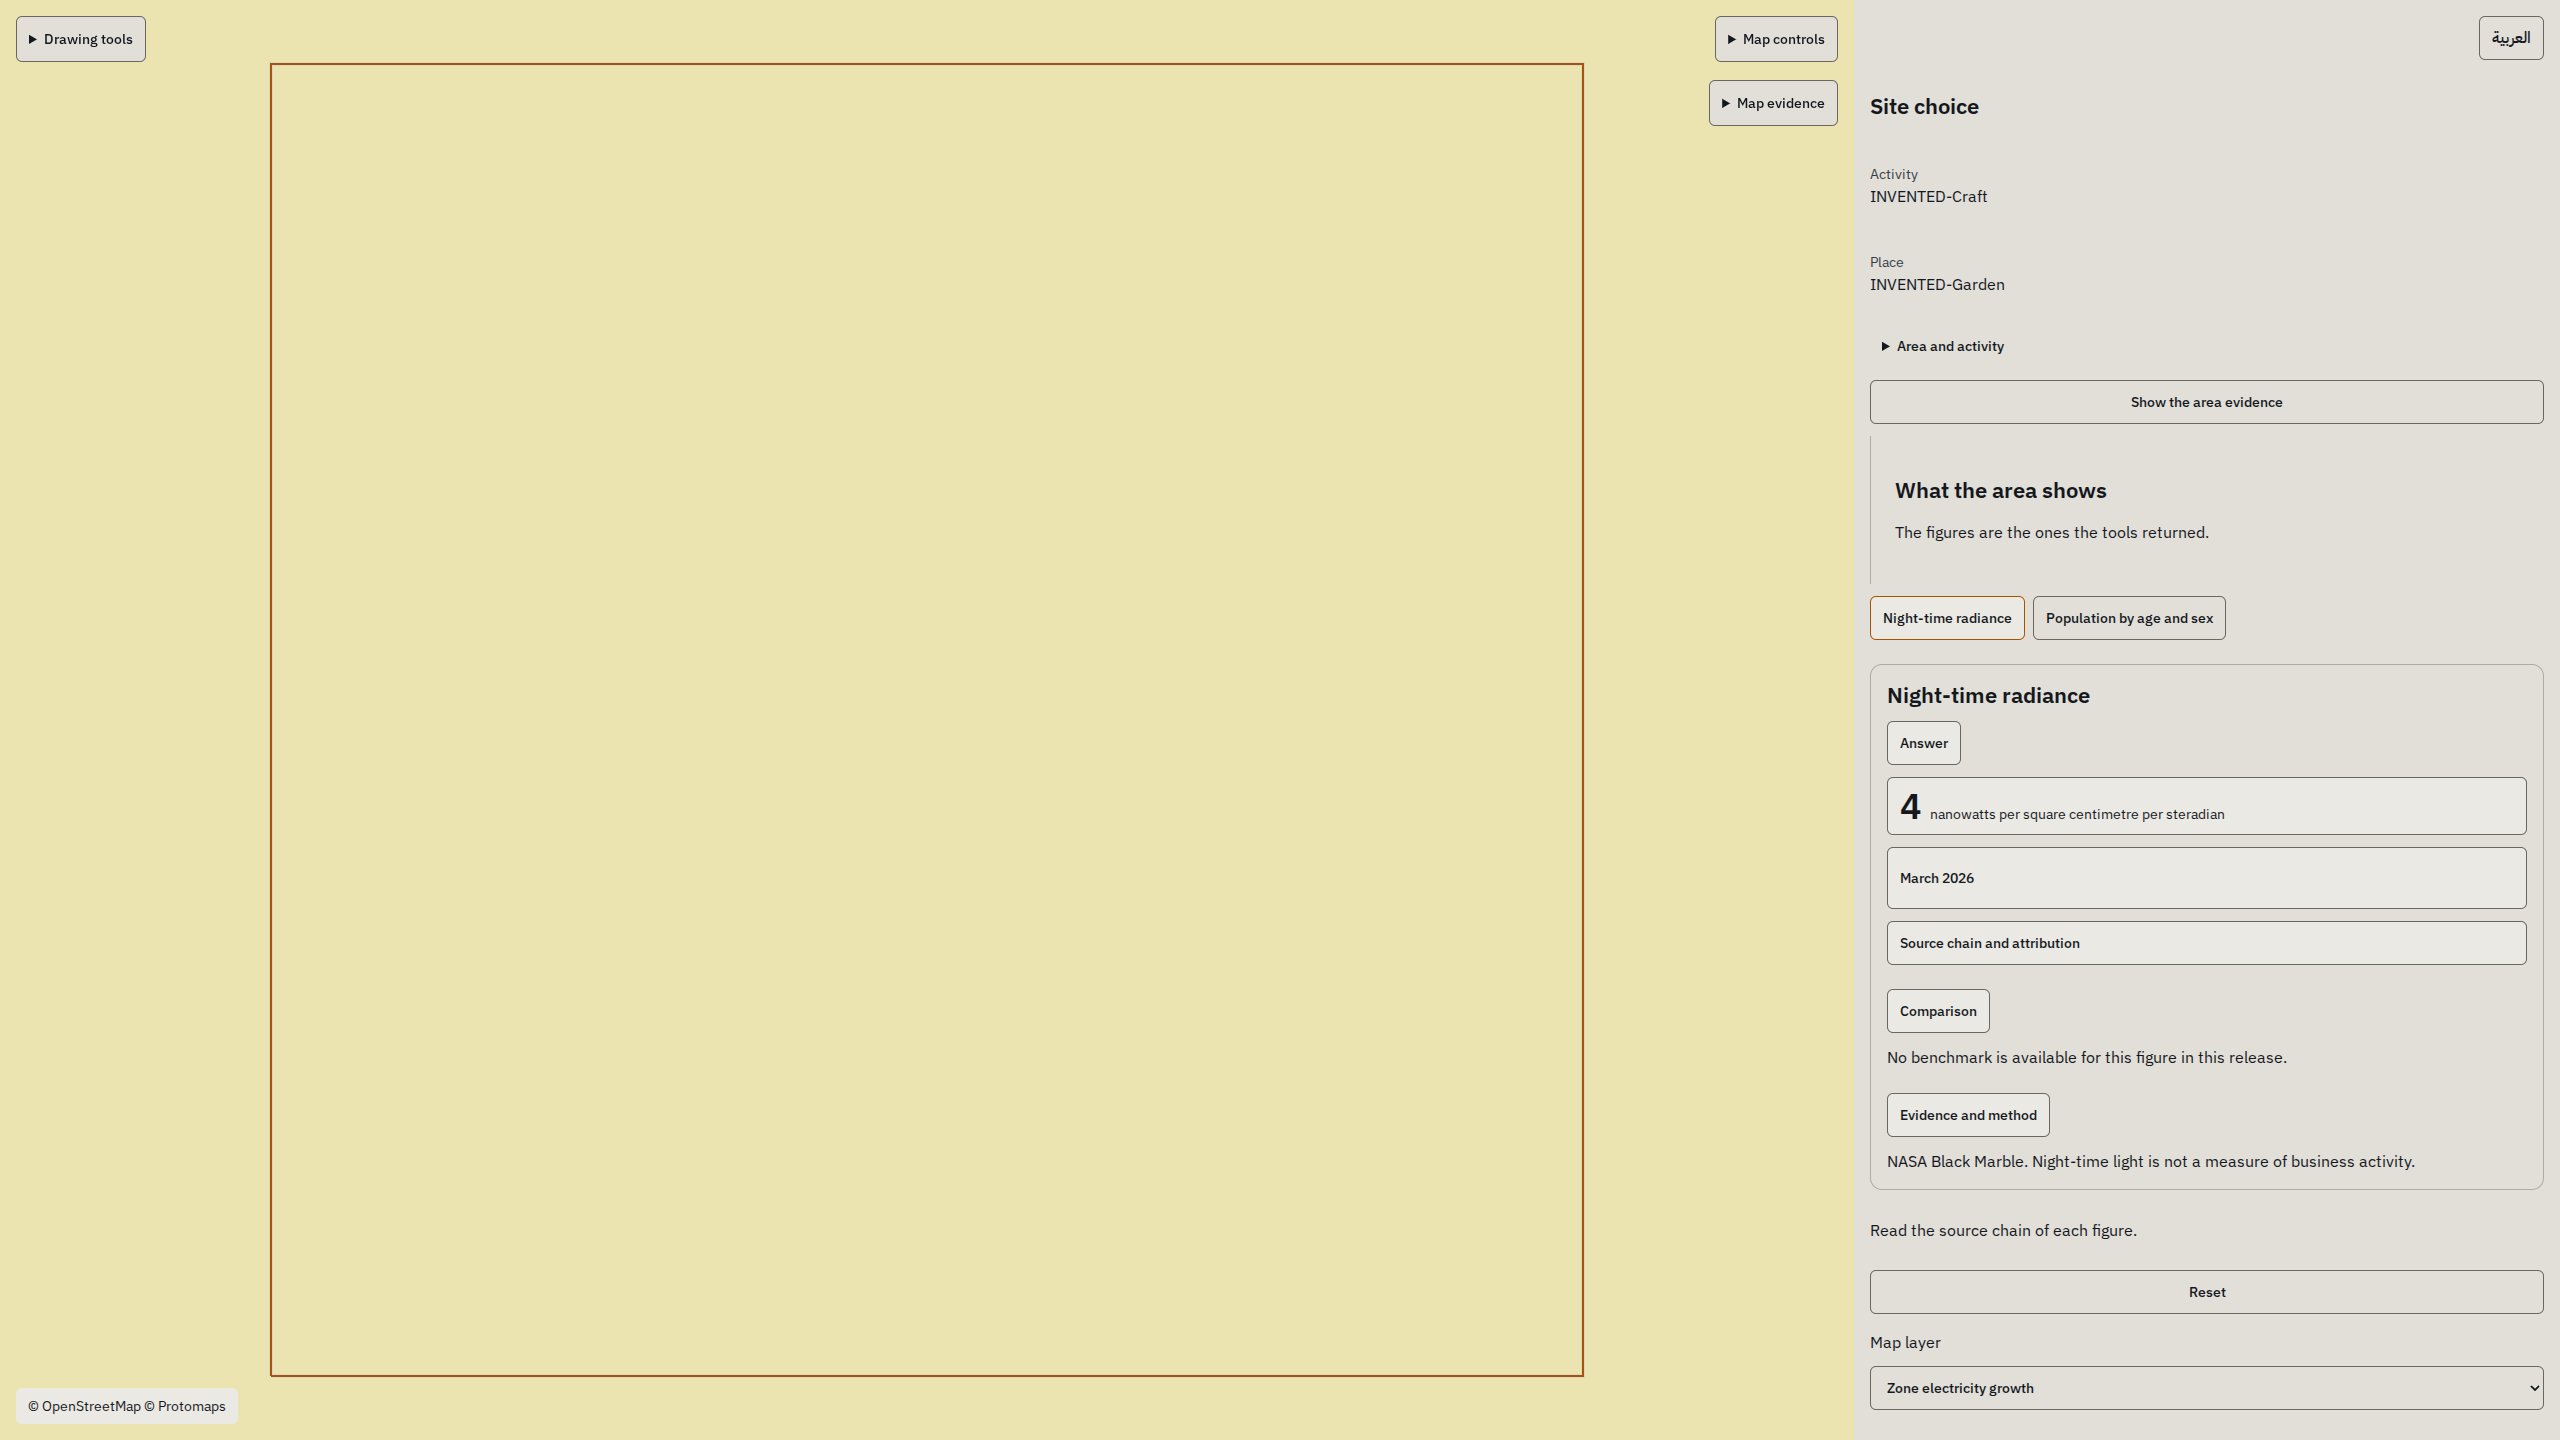 Drawing tools
Map controls
Map evidence
© OpenStreetMap © Protomaps
العربية
Site choice
Activity
INVENTED-Craft
Place
INVENTED-Garden
Area and activity
Show the area evidence
What the area shows
The figures are the ones the tools returned.
Night-time radiance
Population by age and sex
Night-time radiance
Answer
4 nanowatts per square centimetre per steradian
March 2026
Source chain and attribution
Comparison
No benchmark is available for this figure in this release.
Evidence and method
NASA Black Marble. Night-time light is not a measure of business activity.
Read the source chain of each figure.
Reset
Map layer
Zone electricity growth